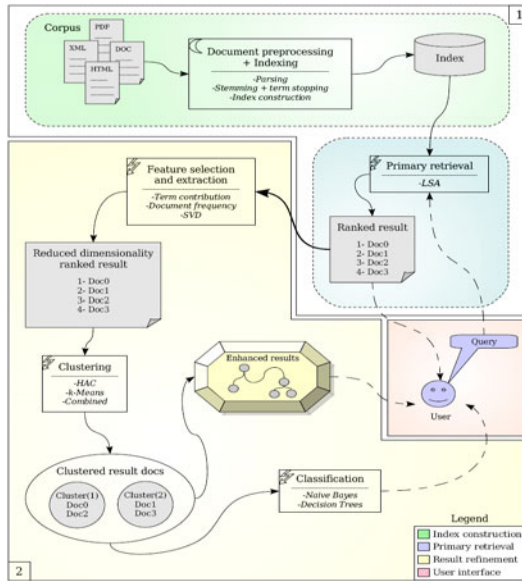 1
Corpus
PDF
XML
DOC
HTML
Document preprocessing
+ Indexing
-Parsing
-Stemming + term stopping
-Index construction
Index
Feature selection
and extraction
-Term contribution
-Document frequency
-SVD
Primary retrieval
-LSA
Ranked result
1- Doc0
2- Doc1
3- Doc2
4- Doc3
Reduced dimensionality
ranked result
1- Doc0
2- Doc1
3- Doc2
4- Doc3
Query
User
Clustering
-HAC
-k-Means
-Combined
Enhanced results
Clustered result docs
Cluster(1)
Doc0
Doc2
Cluster(2)
Doc1
Doc3
Classification
-Naive Bayes
-Decision Trees
Legend
Index construction
Primary retrieval
Result refinement
User interface
2